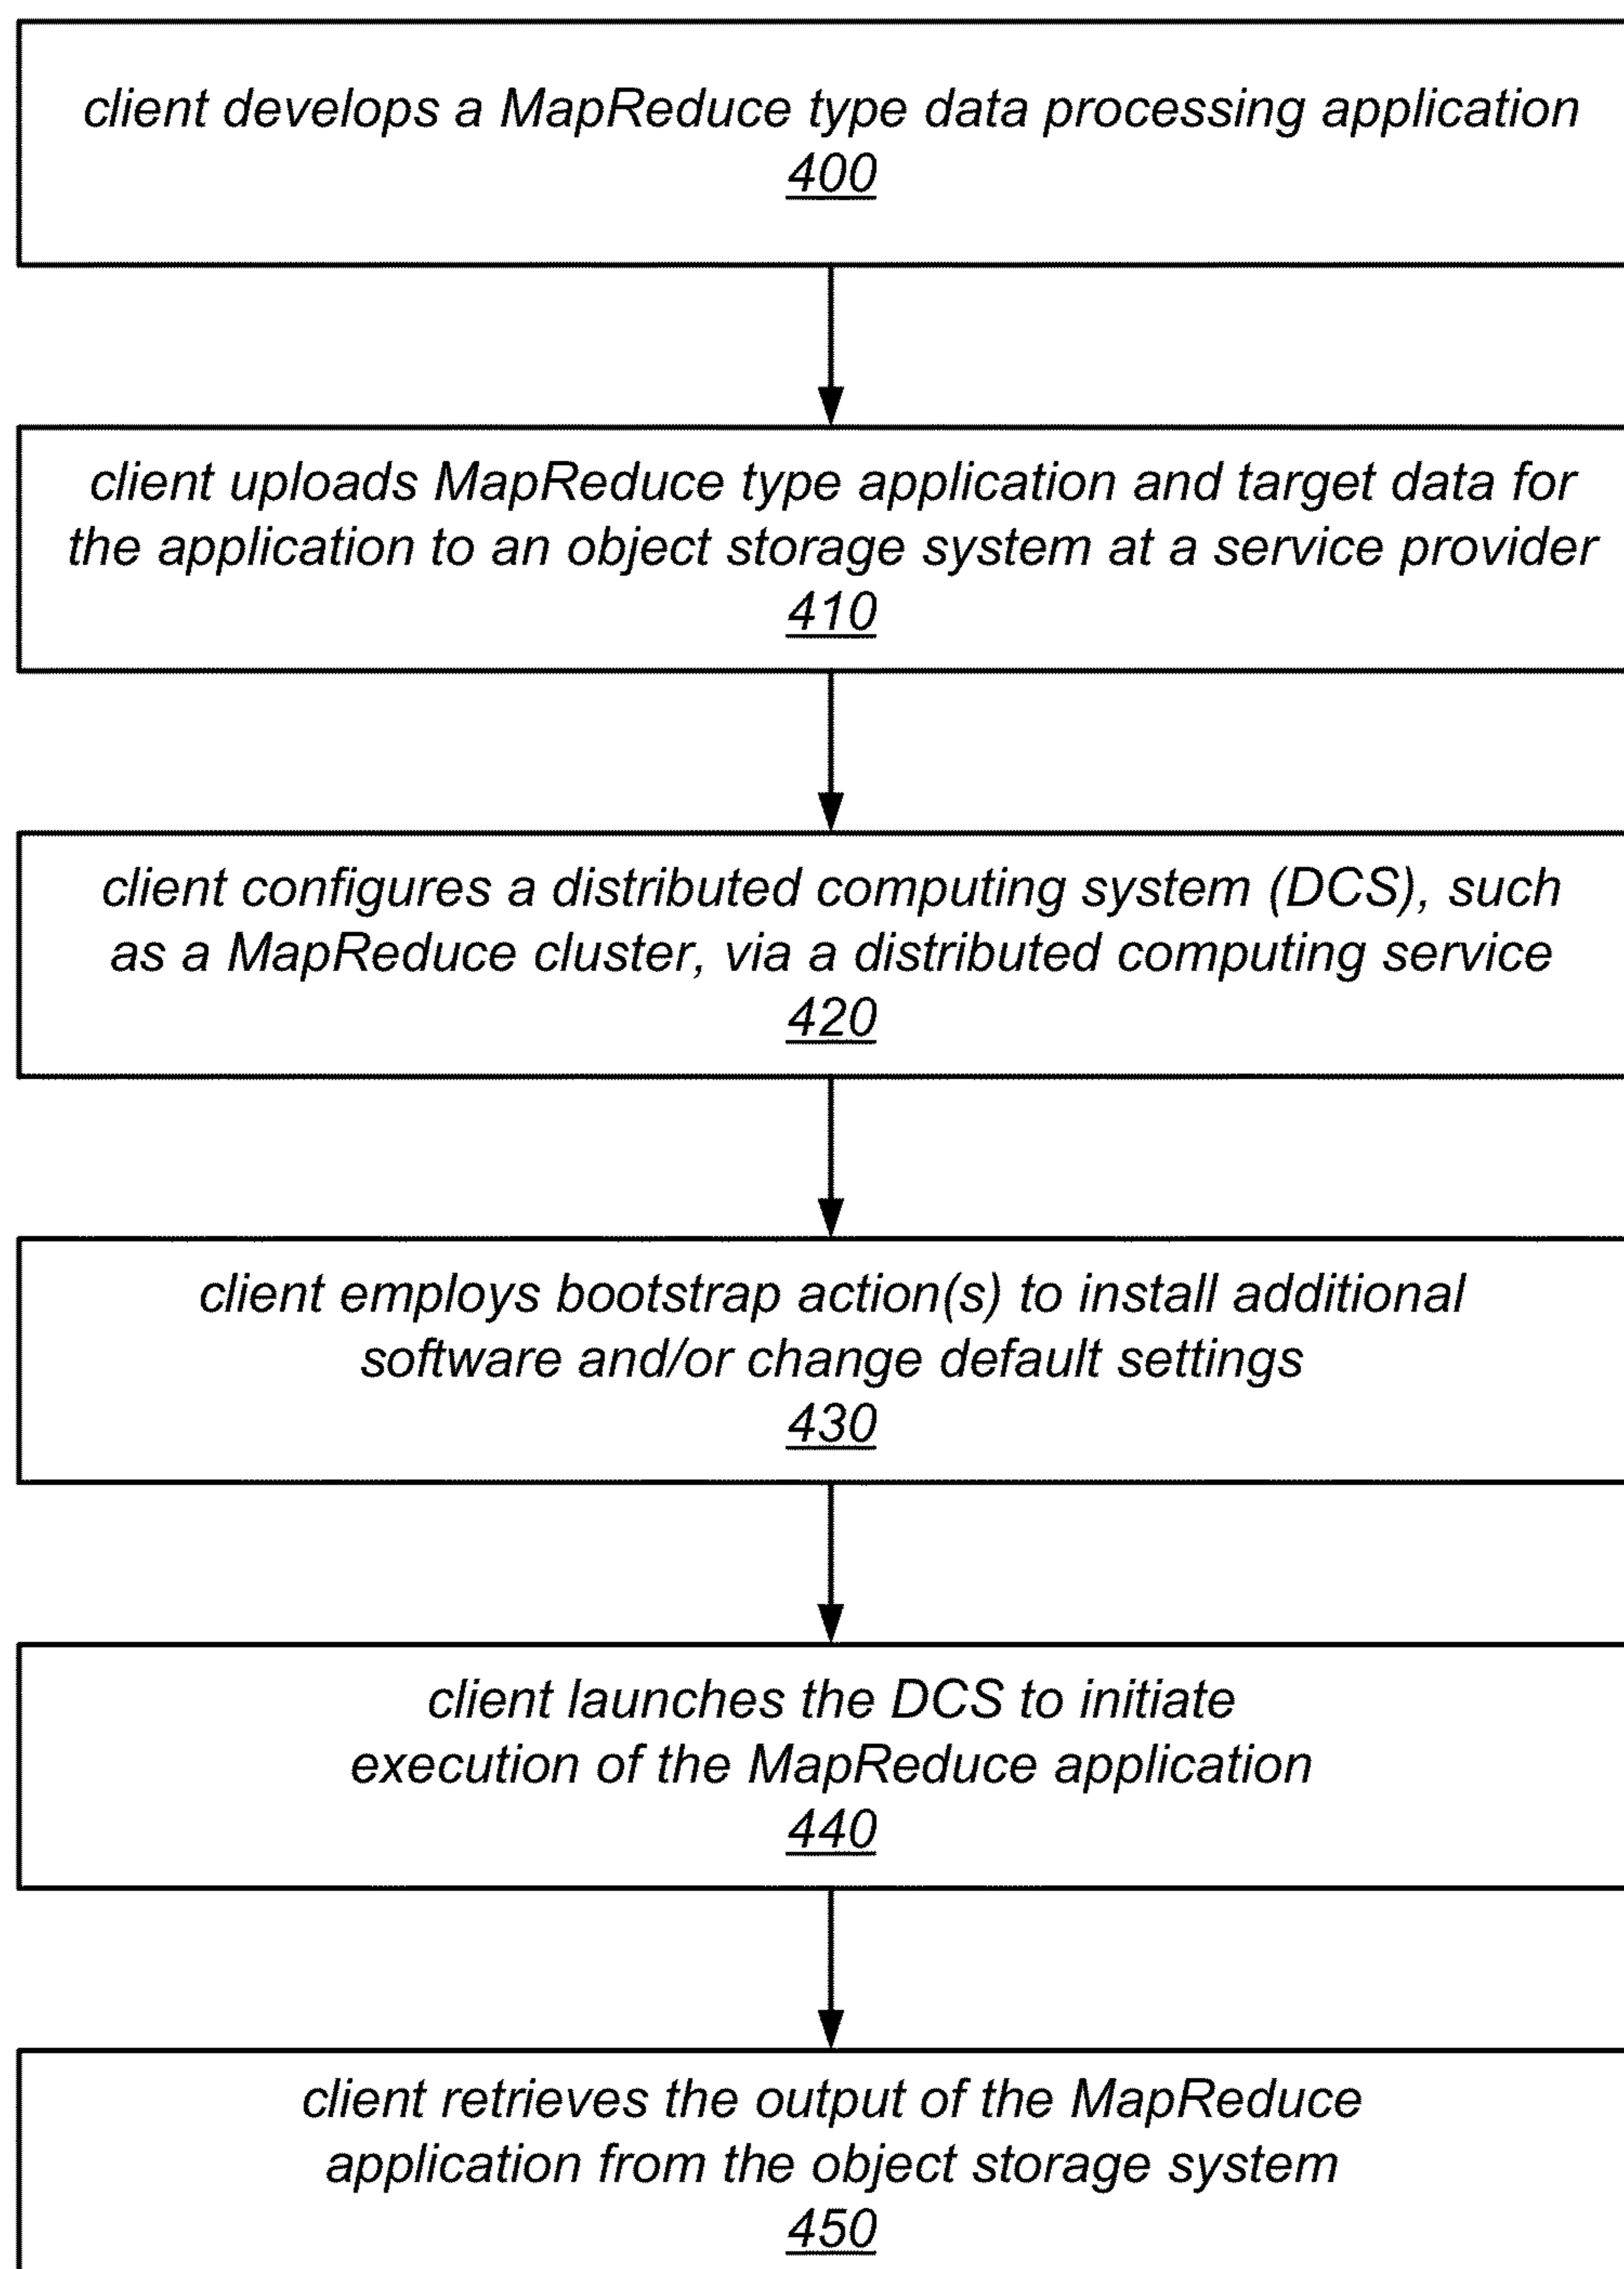 client develops a MapReduce type data processing application
400
client uploads MapReduce type application and target data for
the application to an object storage system at a service provider
410
client configures a distributed computing system (DCS), such
as a MapReduce cluster, via a distributed computing service
420
client employs bootstrap action(s) to install additional
software and/or change default settings
430
client launches the DCS to initiate
execution of the MapReduce application
440
client retrieves the output of the MapReduce
application from the object storage system
450